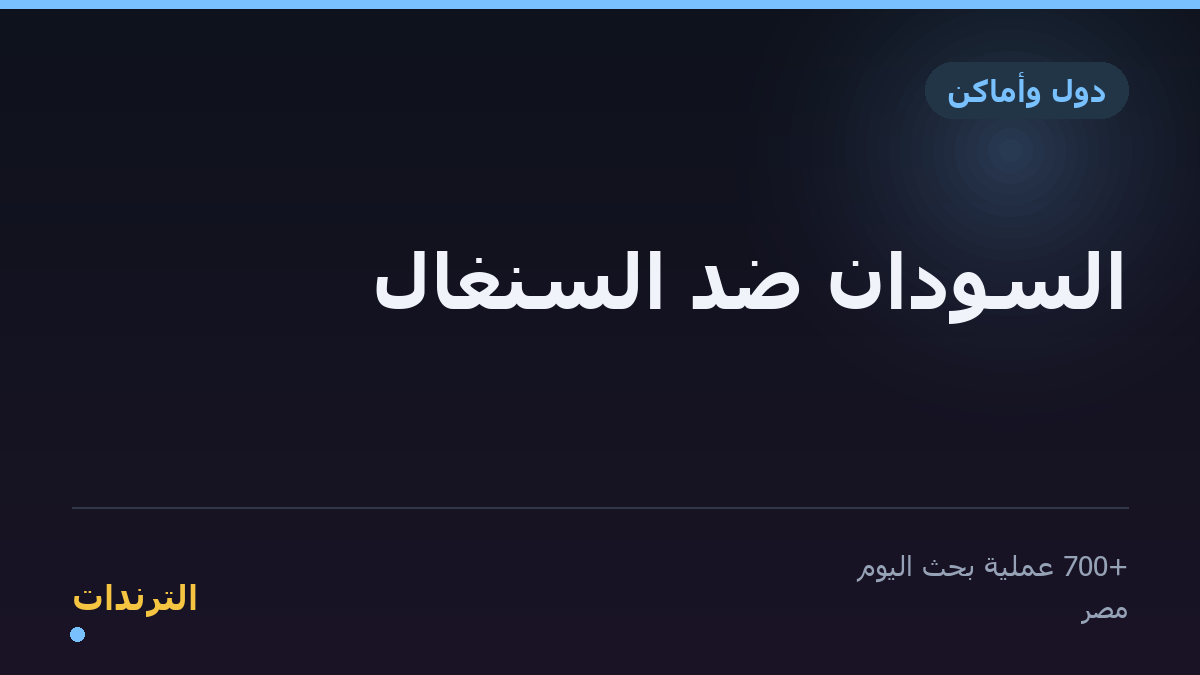 دول وأماكن
السودان ضد السنغال
+700 عملية بحث اليوم
مصر
الترندات